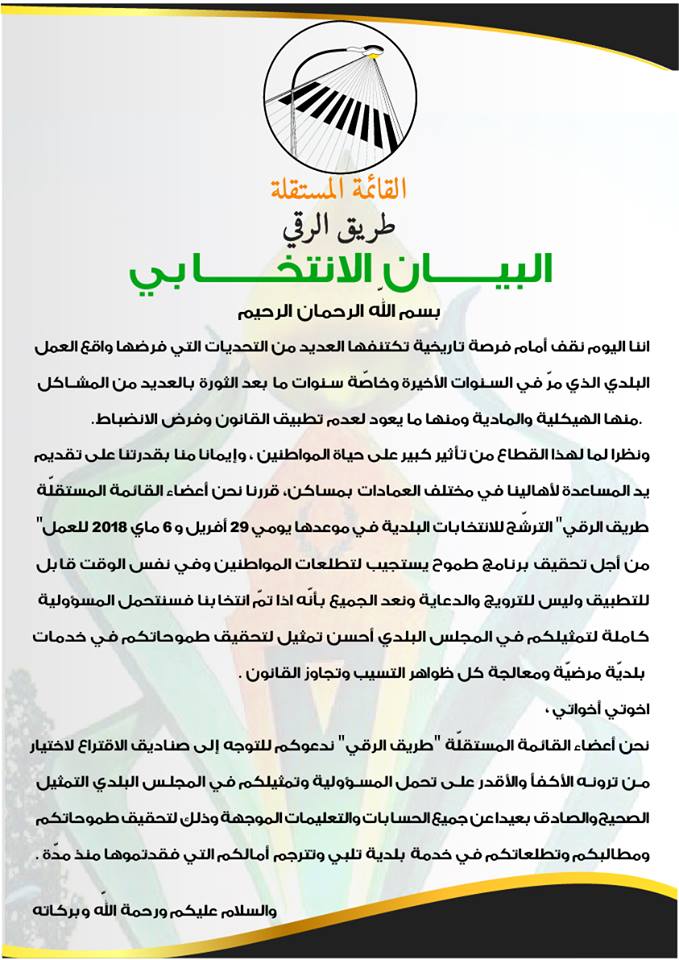 القائمة المستقلة
طريق الرقي
البيـــان الانتخـــابي
بسم الله الرحمان الرحيم
اننا اليوم نقف أمام فرصة تاريخية تكتنفها العديد من التحديات التي فرضها واقع العمل
البلدي الذي مرّ في السنوات الأخيرة وخاصّة سنوات ما بعد الثورة بالعديد من المشاكل
.منها الهيكلية والمادية ومنها ما يعود لعدم تطبيق القانون وفرض الانضباط.
ونظرا لما لهذا القطاع من تأثير كبير على حياة المواطنين ، وإيمانا منا بقدرتنا على تقديم
يد المساعدة لأهالينا في مختلف العمادات بمساكن، قررنا نحن أعضاء القائمة المستقلّة
طريق الرقي" الترشّح للانتخابات البلدية في موعدها يومي 29 أفريل و 6 ماي 2018 للعمل"
من أجل تحقيق برنامج طموح يستجيب لتطلعات المواطنين وفي نفس الوقت قابل
للتطبيق وليس للترويج والدعاية ونعد الجميع بأنّه اذا تمّ انتخابنا فسنتحمل المسؤولية
كاملة لتمثيلكم في المجلس البلدي أحسن تمثيل لتحقيق طموحاتكم في خدمات
بلديّة مرضيّة ومعالجة كل ظواهر التسيب وتجاوز القانون .
اخوتي أخواتي ،
نحن أعضاء القائمة المستقلّة "طريق الرقي" ندعوكم للتوجه إلى صناديق الاقتراع لاختيار
من ترونه الأكفأ والأقدر على تحمل المسؤولية وتمثيلكم في المجلس البلدي التمثيل
الصحيح والصادق بعيدا عن جميع الحسابات والتعليمات الموجهة وذلك لتحقيق طموحاتكم
ومطالبكم وتطلعاتكم في خدمة بلدية تلبي وتترجم أمالكم التي فقدتموها منذ مدّة .
والسلام عليكم ورحمة الله وبركاته